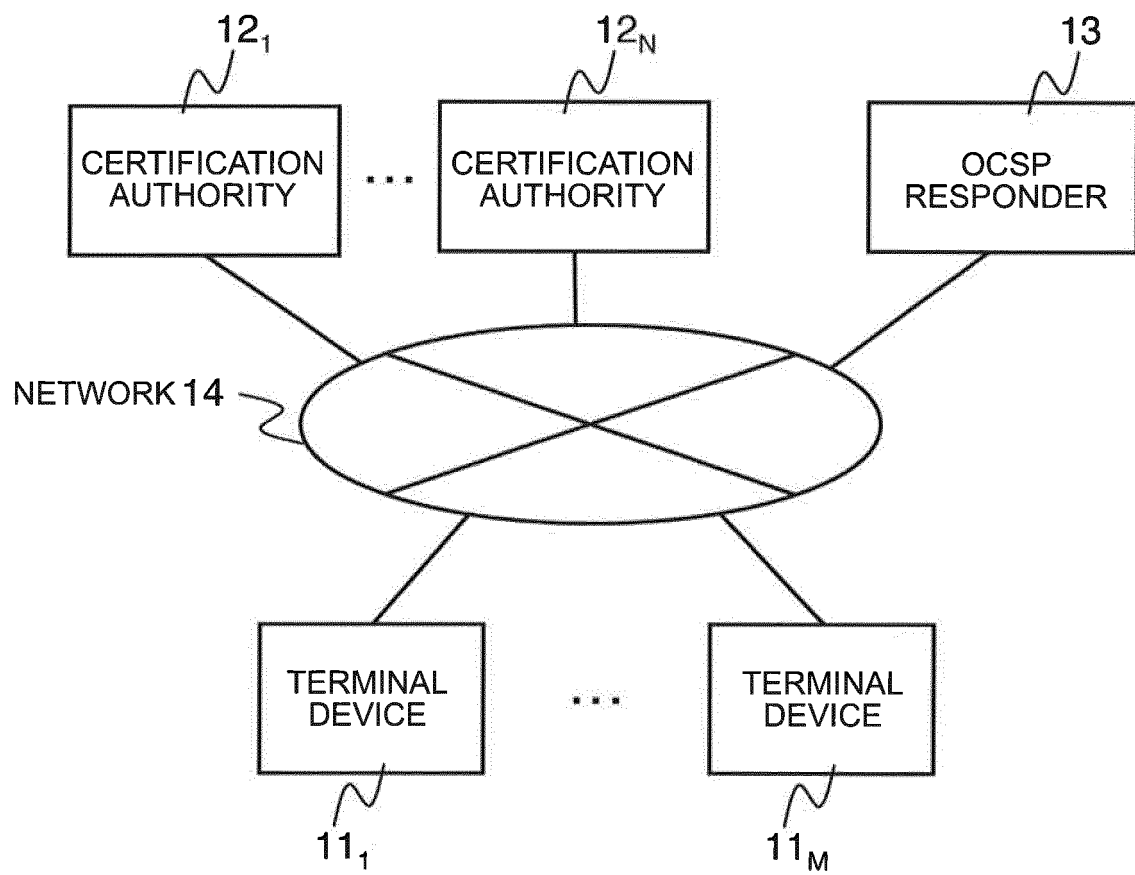 12₁
12N
13
CERTIFICATION
AUTHORITY
...
CERTIFICATION
AUTHORITY
OCSP
RESPONDER
NETWORK 14
TERMINAL
DEVICE
...
TERMINAL
DEVICE
11₁
11M